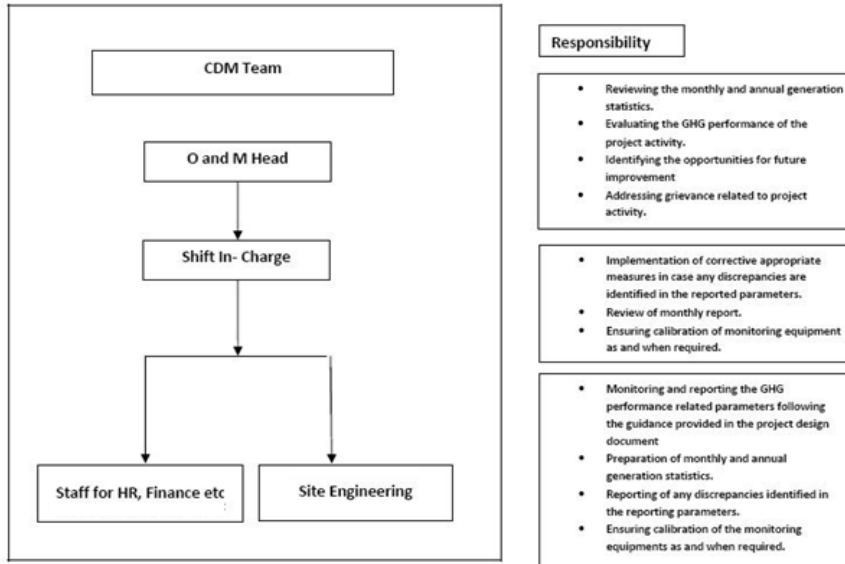 CDM Team
O and M Head
Shift In- Charge
Staff for HR, Finance etc
Site Engineering
Responsibility
• Reviewing the monthly and annual generation
statistics.
• Evaluating the GHG performance of the
project activity.
• Identifying the opportunities for future
improvement
• Addressing grievance related to project
activity.
• Implementation of corrective appropriate
measures in case any discrepancies are
identified in the reported parameters.
• Review of monthly report.
• Ensuring calibration of monitoring equipment
as and when required.
• Monitoring and reporting the GHG
performance related parameters following
the guidance provided in the project design
document
• Preparation of monthly and annual
generation statistics.
• Reporting of any discrepancies identified in
the reporting parameters.
• Ensuring calibration of the monitoring
equipments as and when required.